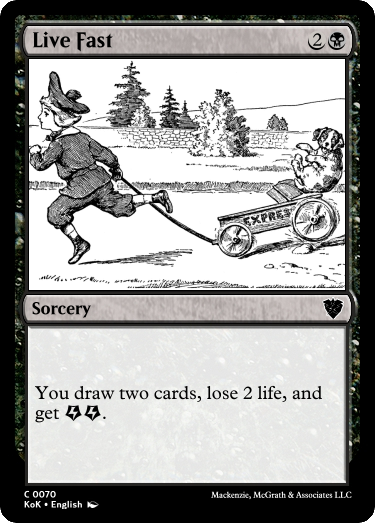 Live Fast 2
EXPRES
Sorcery
You draw two cards, lose 2 life, and
get .
C 0070
KoK • English Mackenzie, McGrath & Associates LLC